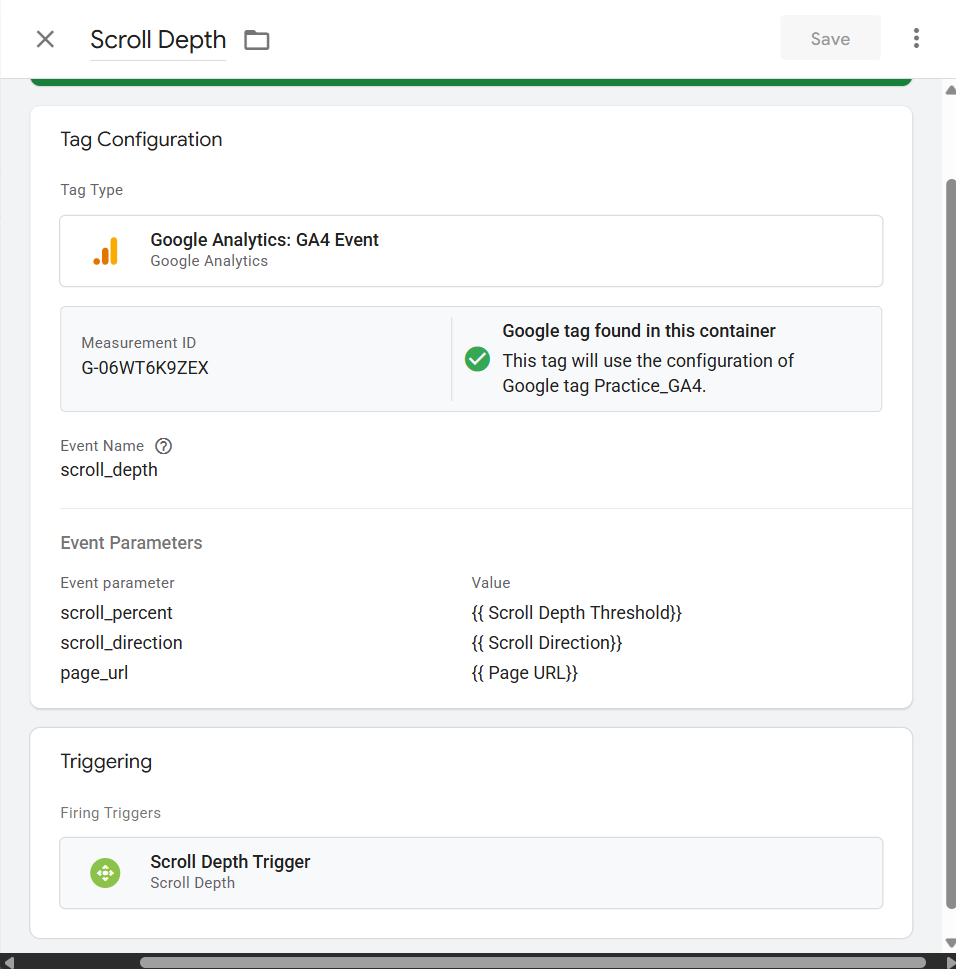 Scroll Depth
Save
Tag Configuration
Tag Type
Google Analytics: GA4 Event
Google Analytics
Measurement ID
G-06WT6K9ZEX
Google tag found in this container
This tag will use the configuration of
Google tag Practice_GA4.
Event Name
scroll_depth
Event Parameters
Event parameter Value
scroll_percent {{ Scroll Depth Threshold}}
scroll_direction {{ Scroll Direction}}
page_url {{ Page URL}}
Triggering
Firing Triggers
Scroll Depth Trigger
Scroll Depth